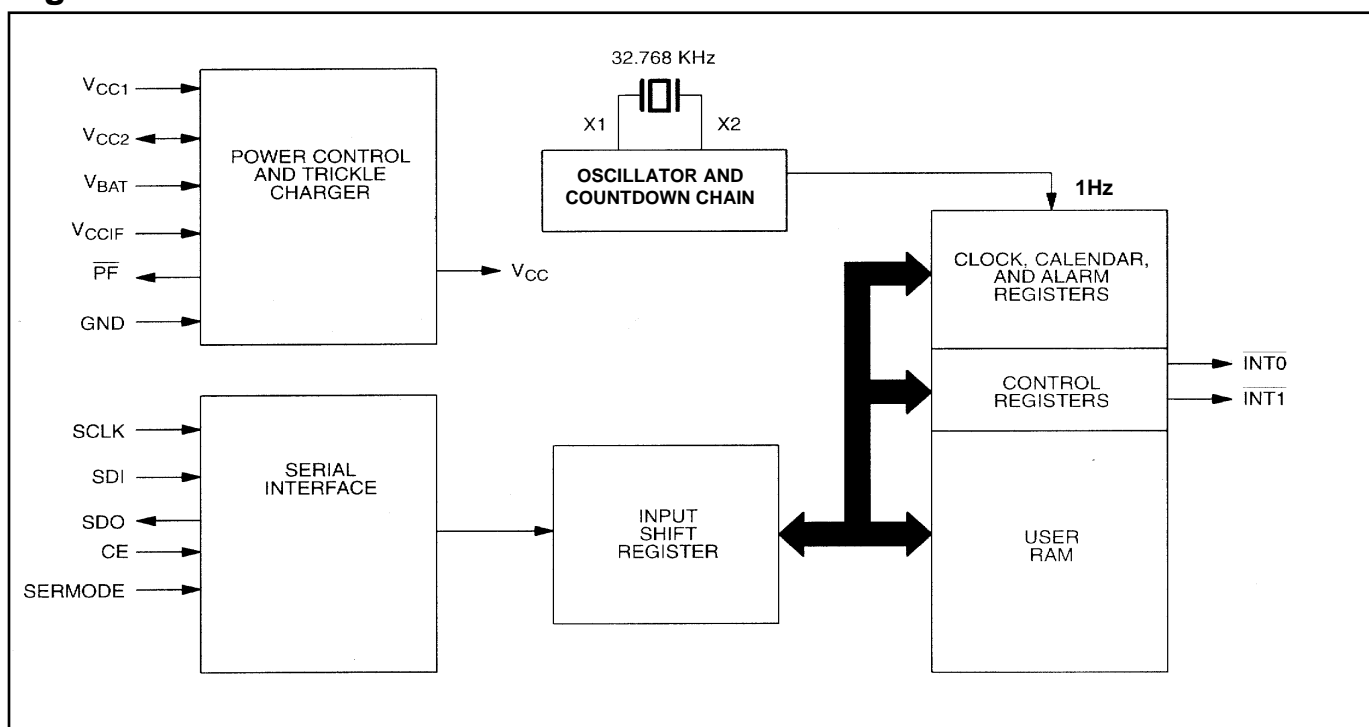 32.768 KHz
X1
X2
VCC1
VCC2
VBAT
VCCIF
PF
GND
POWER CONTROL
AND TRICKLE
CHARGER
VCC
OSCILLATOR AND
COUNTDOWN CHAIN
1Hz
CLOCK, CALENDAR,
AND ALARM
REGISTERS
CONTROL
REGISTERS
INT0
INT1
USER
RAM
SCLK
SDI
SDO
CE
SERMODE
SERIAL
INTERFACE
INPUT
SHIFT
REGISTER